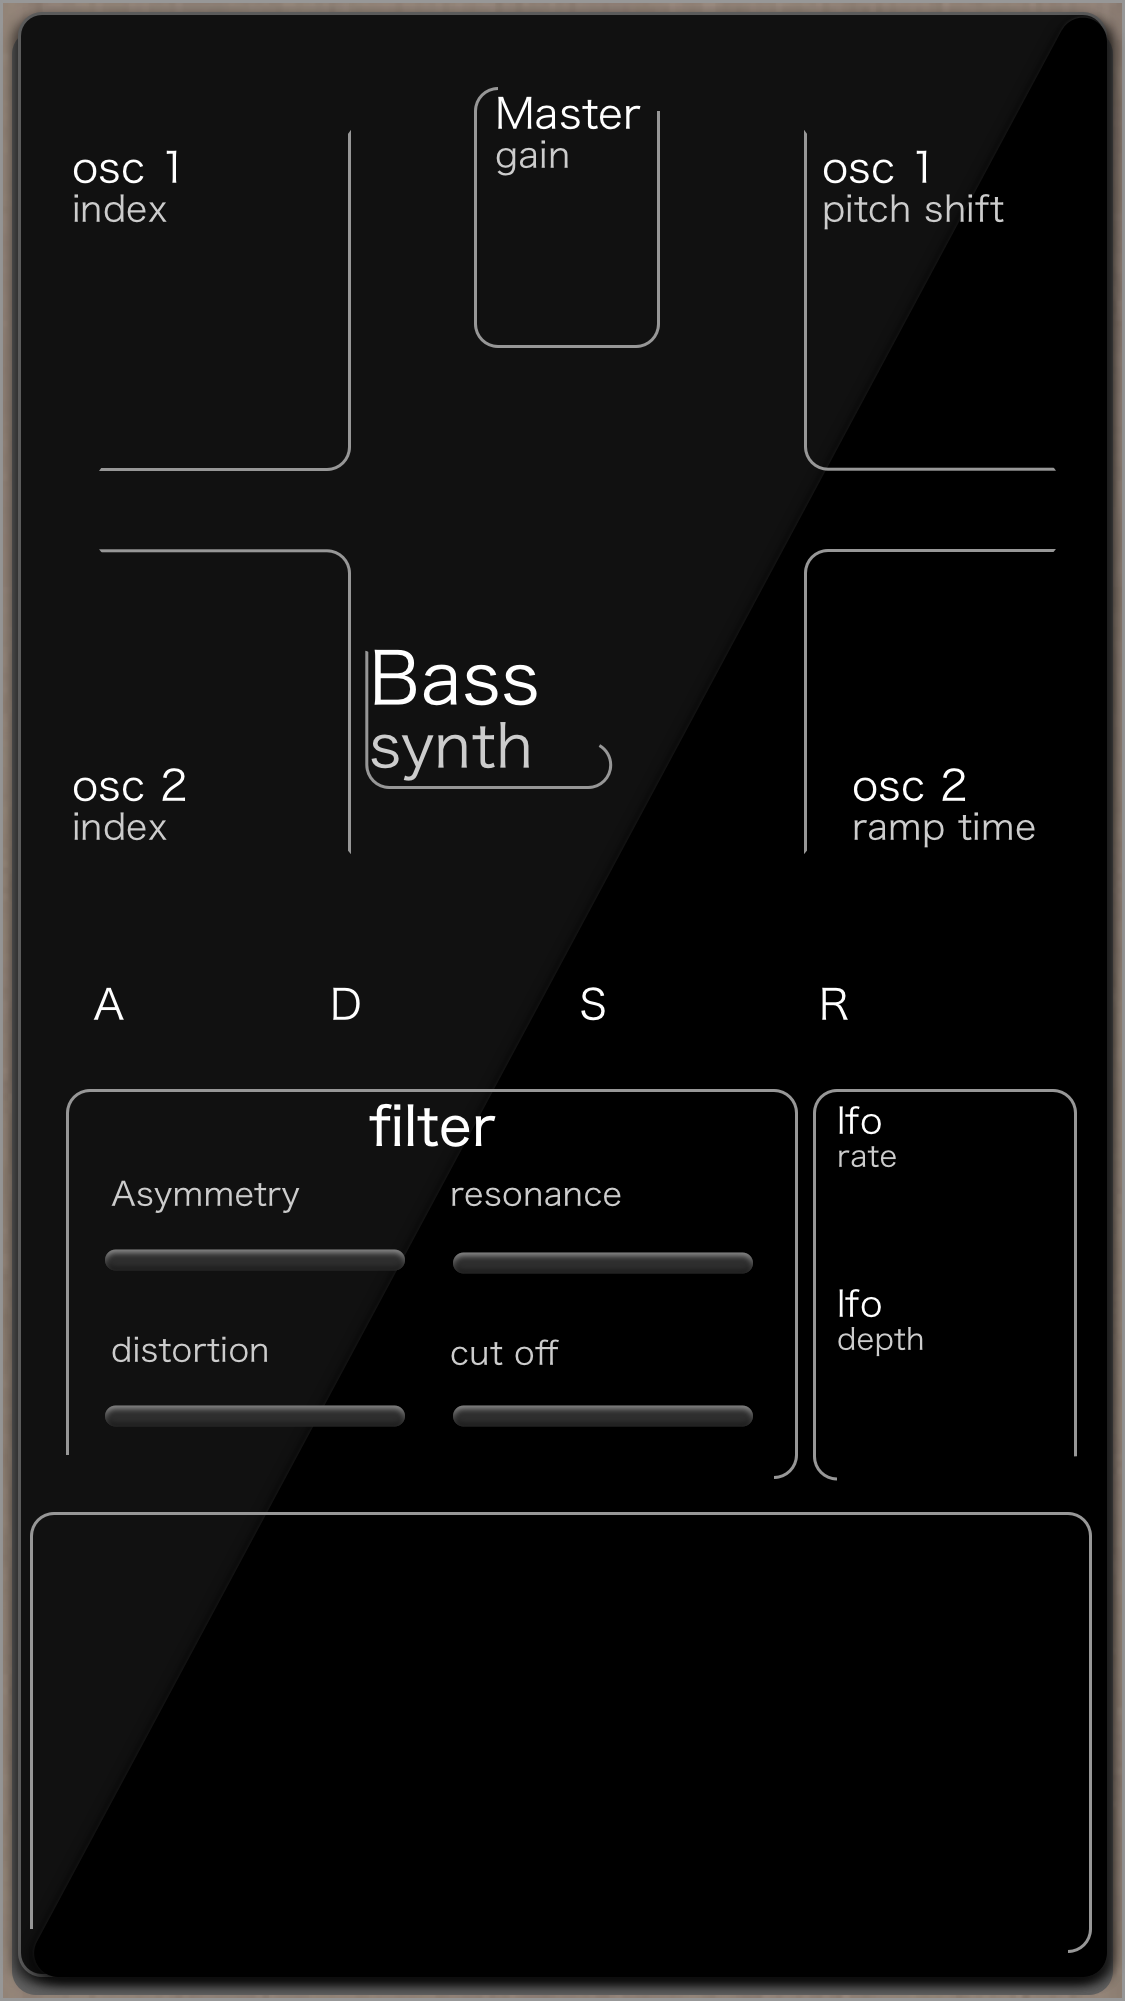 Master
gain
osc 1
index
osc 1
pitch shift
Bass
synth
osc 2
index
osc 2
ramp time
A
D
S
R
filter
Asymmetry
resonance
distortion
cut off
lfo
rate
lfo
depth